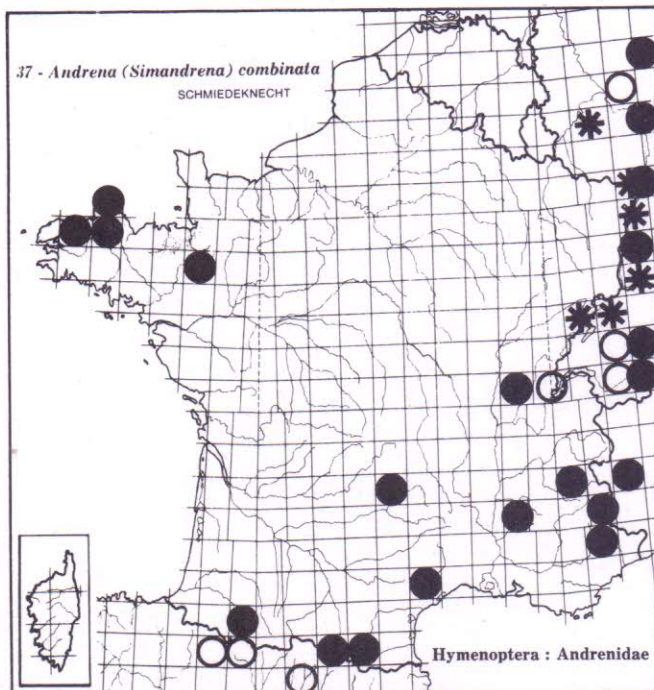 37 - Andrena (Simandrena) combinata
SCHMIEDEKNECHT
Hymenoptera : Andrenidae